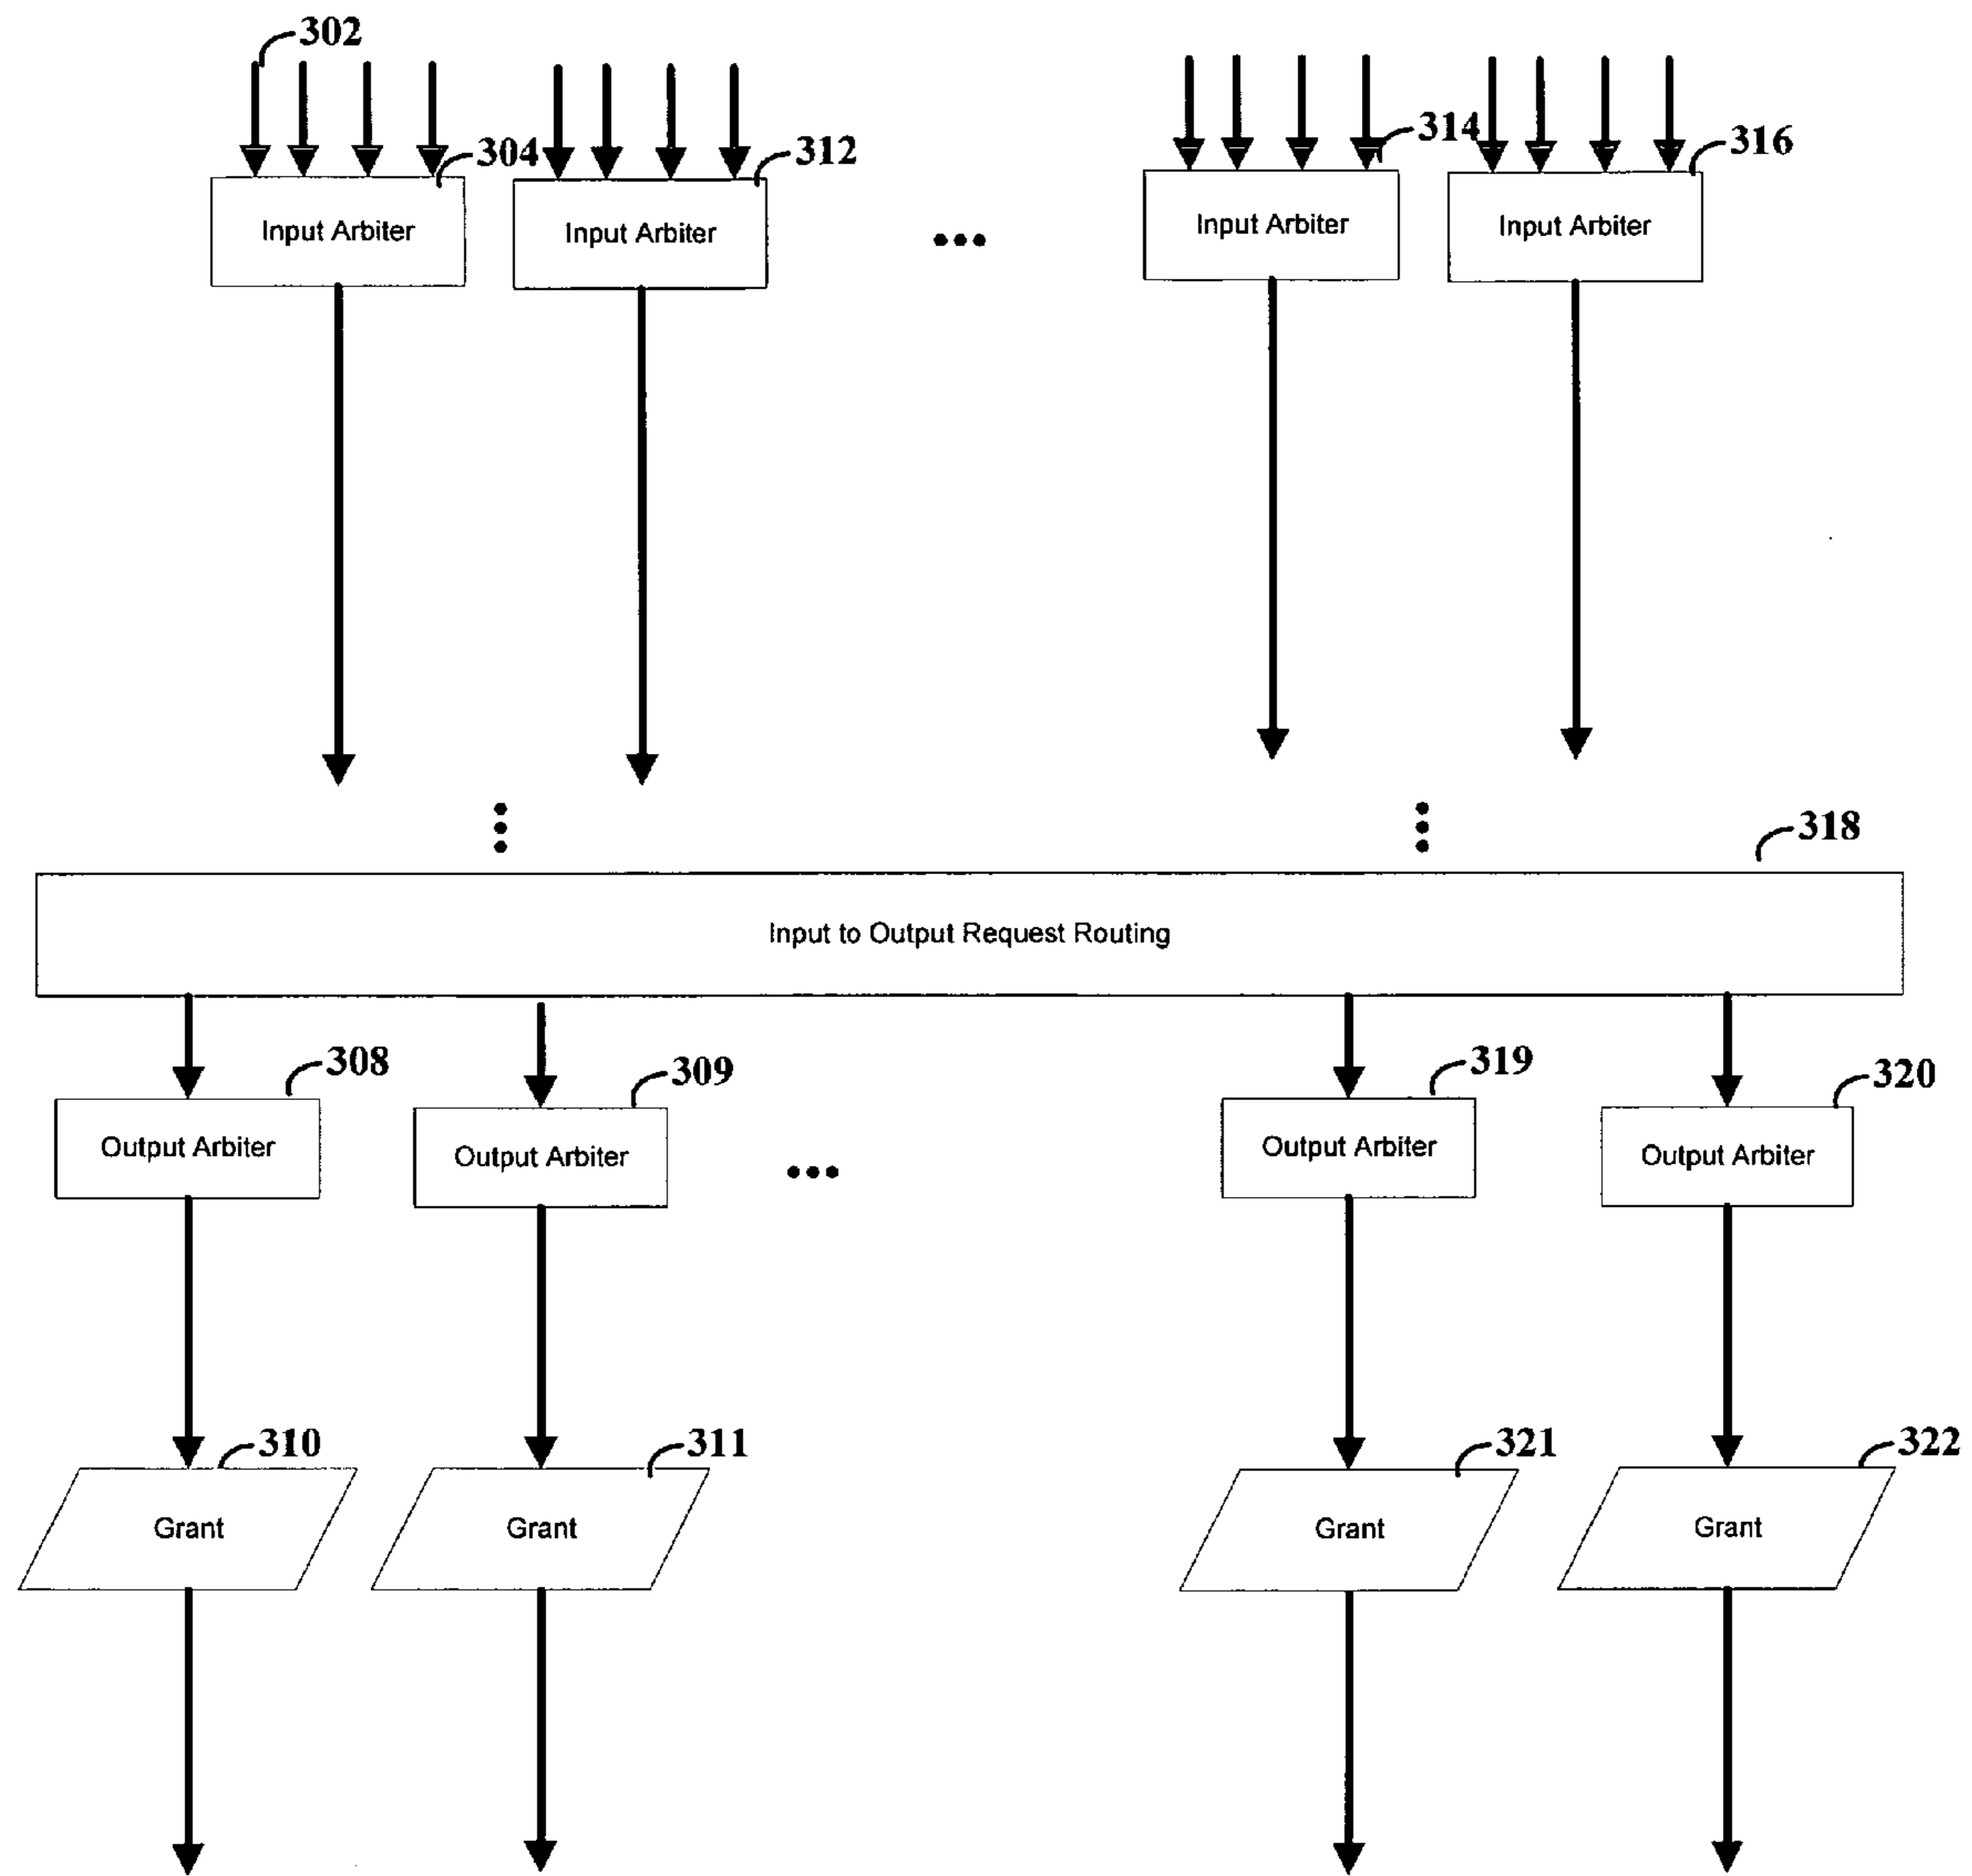 302
304
312
314
316
Input Arbiter
Input Arbiter
Input Arbiter
Input Arbiter
318
Input to Output Request Routing
308
309
319
320
Output Arbiter
Output Arbiter
Output Arbiter
Output Arbiter
310
311
321
322
Grant
Grant
Grant
Grant